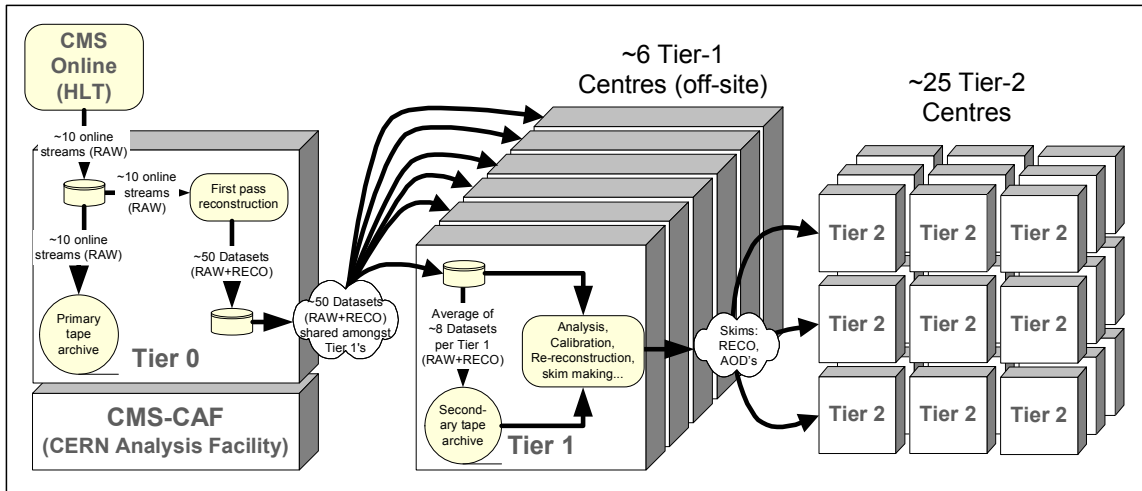 CMS
Online
(HLT)
~10 online
streams (RAW)
~10 online
streams
(RAW)
First pass
reconstruction
~10 online
streams (RAW)
~50 Datasets
(RAW+RECO)
Primary
tape
archive
Tier 0
CMS-CAF
(CERN Analysis Facility)
~50 Datasets
(RAW+RECO)
shared amongst
Tier 1's
~6 Tier-1
Centres (off-site)
Average of
~8 Datasets
per Tier 1
(RAW+RECO)
Analysis,
Calibration,
Re-reconstruction,
skim making...
Second-
ary tape
archive
Tier 1
Skims:
RECO,
AOD's
~25 Tier-2
Centres
Tier 2
Tier 2
Tier 2
Tier 2
Tier 2
Tier 2
Tier 2
Tier 2
Tier 2